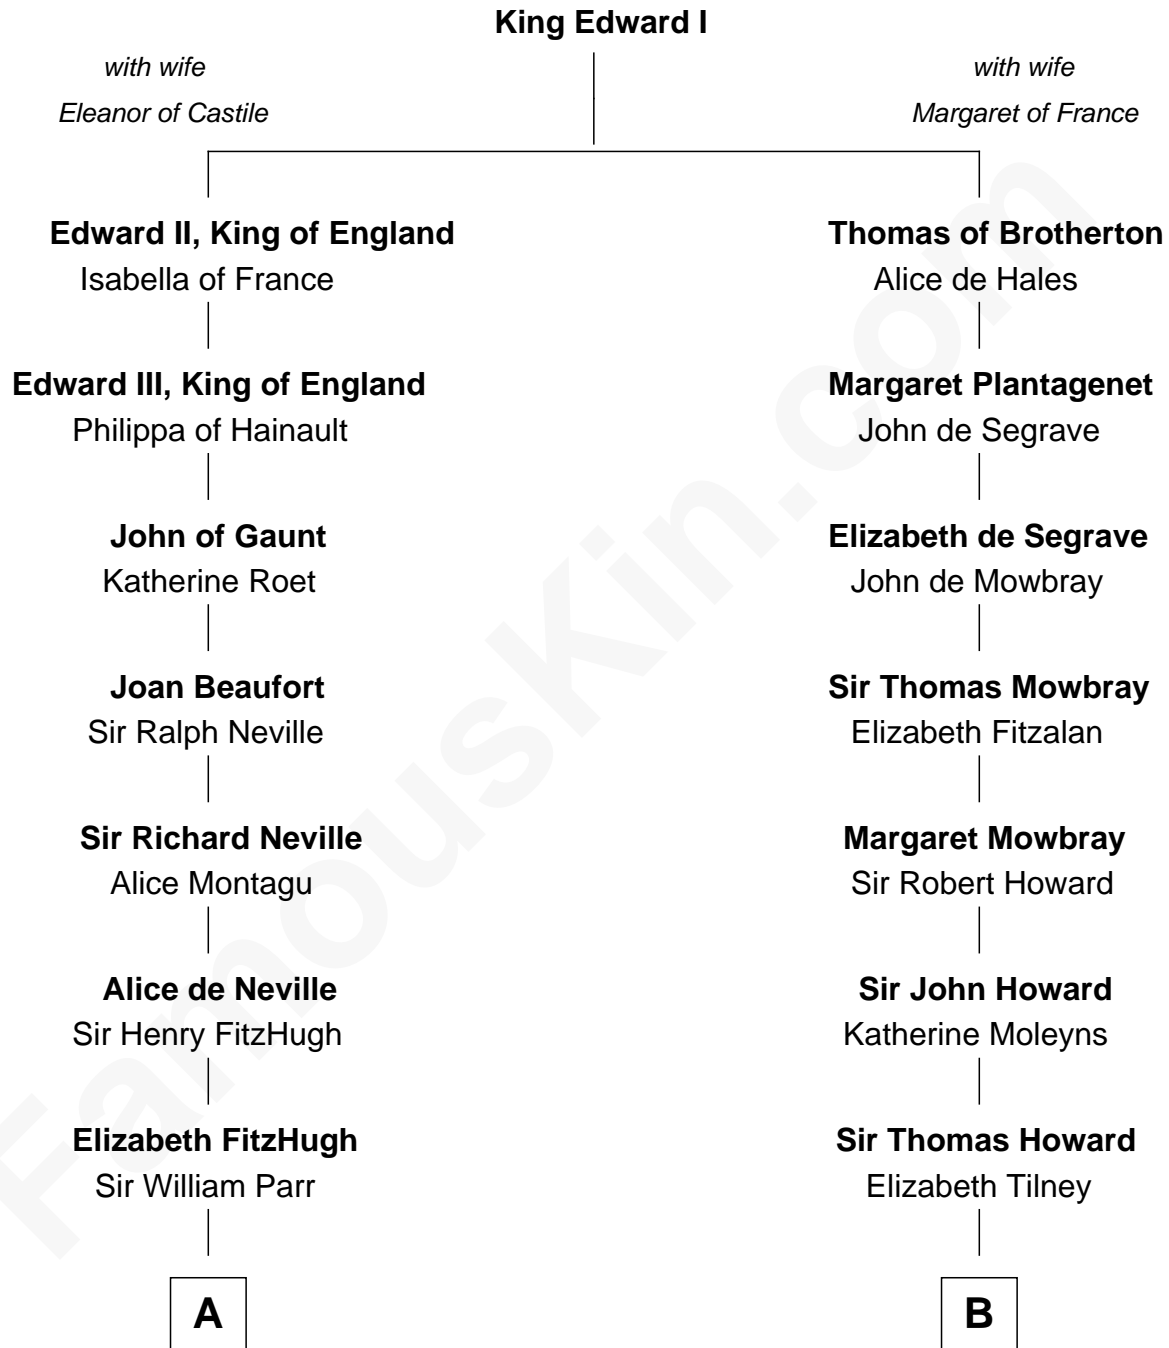 King Edward I
with wife
Eleanor of Castile
with wife
Margaret of France
Edward II, King of England
Isabella of France
Thomas of Brotherton
Alice de Hales
Edward III, King of England
Philippa of Hainault
Margaret Plantagenet
John de Segrave
John of Gaunt
Katherine Roet
Elizabeth de Segrave
John de Mowbray
Joan Beaufort
Sir Ralph Neville
Sir Thomas Mowbray
Elizabeth Fitzalan
Sir Richard Neville
Alice Montagu
Margaret Mowbray
Sir Robert Howard
Alice de Neville
Sir Henry FitzHugh
Sir John Howard
Katherine Moleyns
Elizabeth FitzHugh
Sir William Parr
Sir Thomas Howard
Elizabeth Tilney
A
B
FamousKin.com